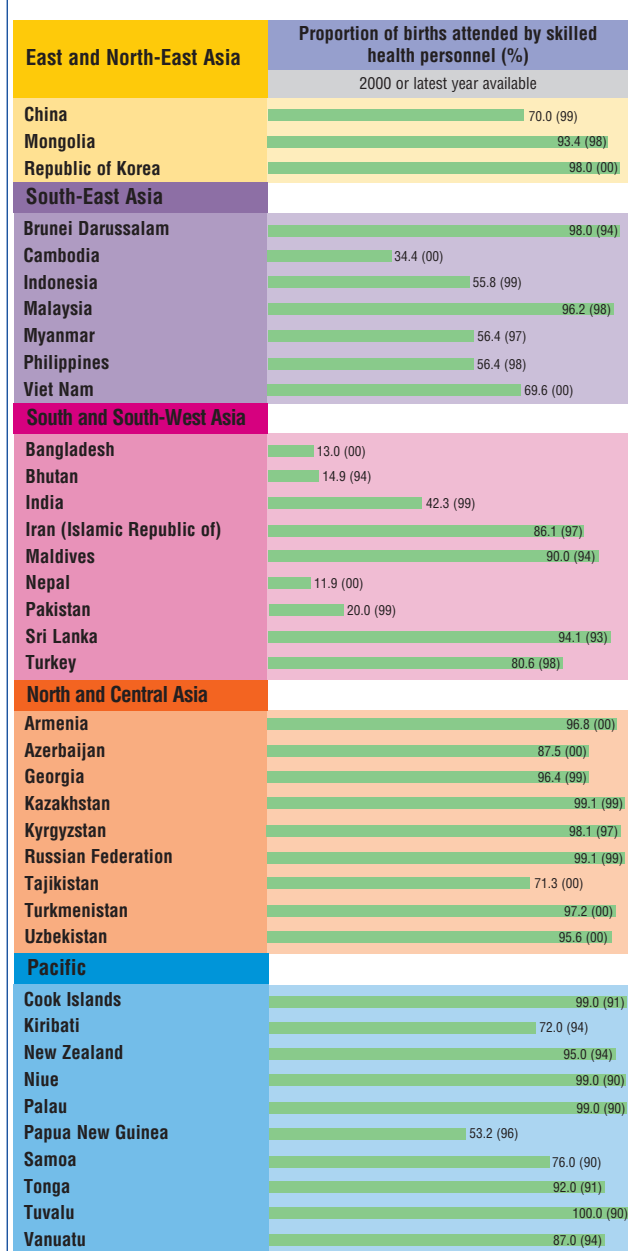 East and North-East Asia
Proportion of births attended by skilled
health personnel (%)
2000 or latest year available
China 70.0 (99)
Mongolia 93.4 (98)
Republic of Korea 98.0 (00)
South-East Asia
Brunei Darussalam 98.0 (94)
Cambodia 34.4 (00)
Indonesia 55.8 (99)
Malaysia 96.2 (98)
Myanmar 56.4 (97)
Philippines 56.4 (98)
Viet Nam 69.6 (00)
South and South-West Asia
Bangladesh 13.0 (00)
Bhutan 14.9 (94)
India 42.3 (99)
Iran (Islamic Republic of) 86.1 (97)
Maldives 90.0 (94)
Nepal 11.9 (00)
Pakistan 20.0 (99)
Sri Lanka 94.1 (93)
Turkey 80.6 (98)
North and Central Asia
Armenia 96.8 (00)
Azerbaijan 87.5 (00)
Georgia 96.4 (99)
Kazakhstan 99.1 (99)
Kyrgyzstan 98.1 (97)
Russian Federation 99.1 (99)
Tajikistan 71.3 (00)
Turkmenistan 97.2 (00)
Uzbekistan 95.6 (00)
Pacific
Cook Islands 99.0 (91)
Kiribati 72.0 (94)
New Zealand 95.0 (94)
Niue 99.0 (90)
Palau 99.0 (90)
Papua New Guinea 53.2 (96)
Samoa 76.0 (90)
Tonga 92.0 (91)
Tuvalu 100.0 (90)
Vanuatu 87.0 (94)